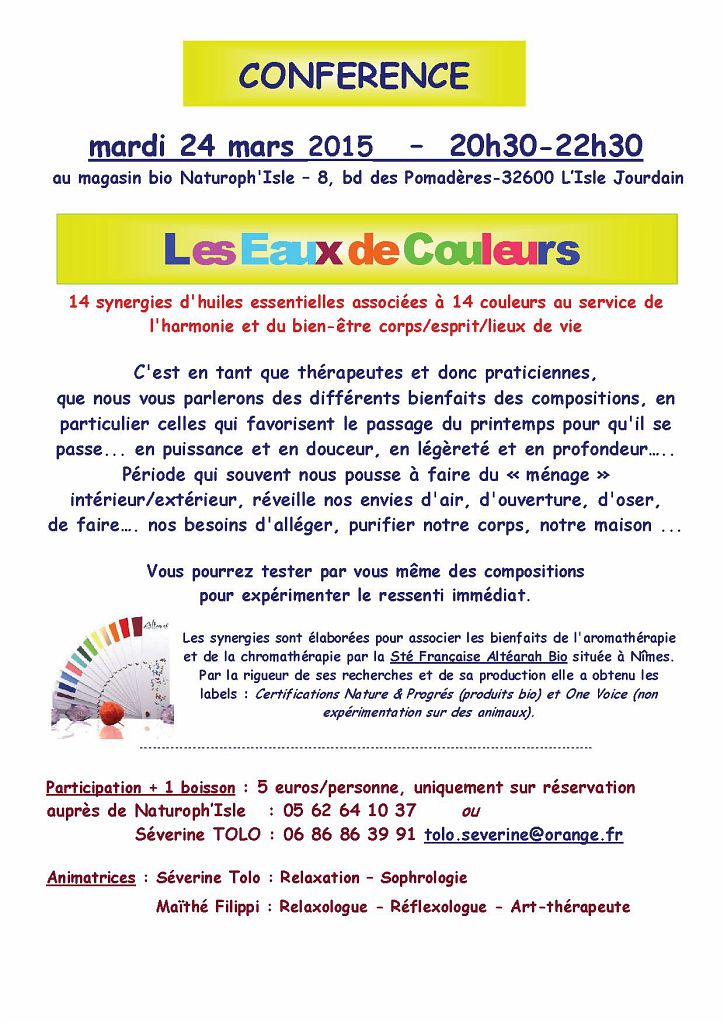 CONFERENCE
mardi 24 mars 2015 – 20h30-22h30
au magasin bio Naturoph'Isle – 8, bd des Pomadères-32600 L'Isle Jourdain
Les Eaux de Couleurs
14 synergies d'huiles essentielles associées à 14 couleurs au service de
l'harmonie et du bien-être corps/esprit/lieux de vie
C'est en tant que thérapeutes et donc praticiennes,
que nous vous parlerons des différents bienfaits des compositions, en
particulier celles qui favorisent le passage du printemps pour qu'il se
passe... en puissance et en douceur, en légèreté et en profondeur…..
Période qui souvent nous pousse à faire du « ménage »
intérieur/extérieur, réveille nos envies d'air, d'ouverture, d'oser,
de faire…. nos besoins d'alléger, purifier notre corps, notre maison ...
Vous pourrez tester par vous même des compositions
pour expérimenter le ressenti immédiat.
Les synergies sont élaborées pour associer les bienfaits de l'aromathérapie
et de la chromathérapie par la Sté Française Altéarah Bio située à Nîmes.
Par la rigueur de ses recherches et de sa production elle a obtenu les
labels : Certifications Nature & Progrés (produits bio) et One Voice (non
expérimentation sur des animaux).
Participation + 1 boisson : 5 euros/personne, uniquement sur réservation
auprès de Naturoph'Isle : 05 62 64 10 37 ou
Séverine TOLO : 06 86 86 39 91 tolo.severine@orange.fr
Animatrices : Séverine Tolo : Relaxation – Sophrologie
Maïthé Filippi : Relaxologue - Réflexologue - Art-thérapeute